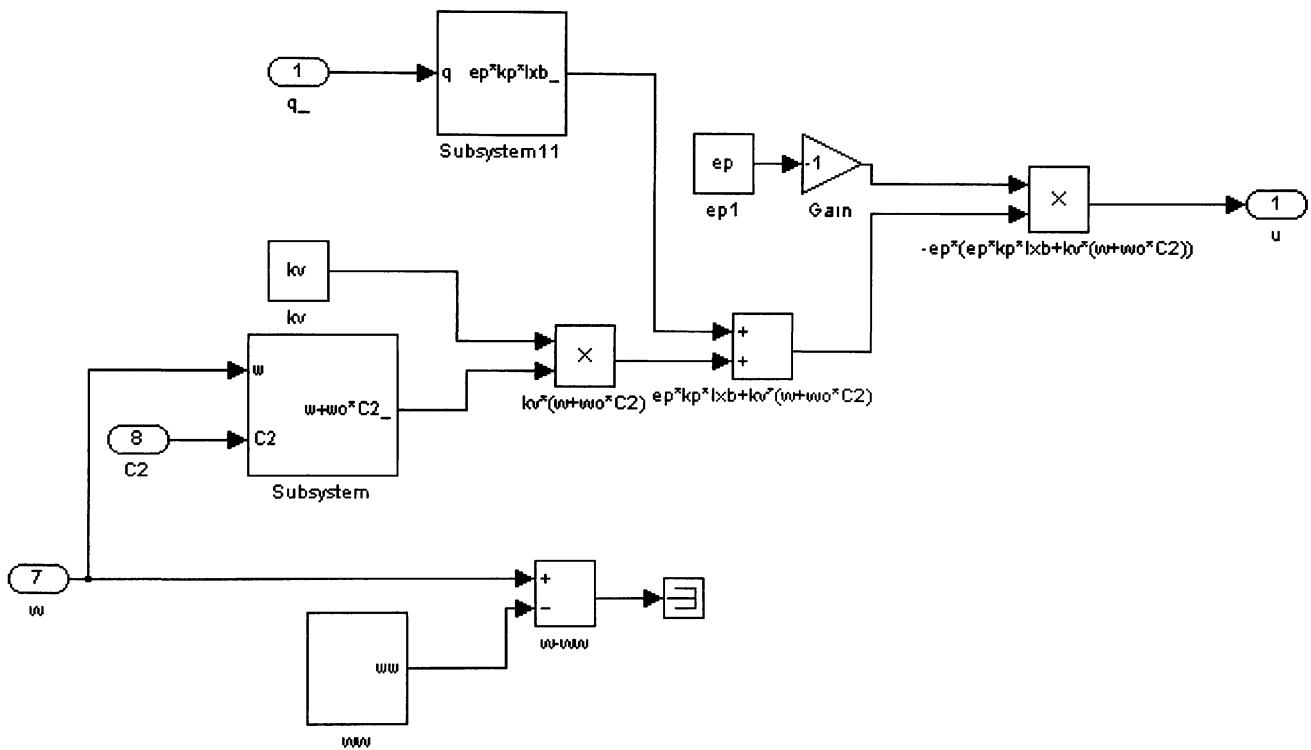 1
q_
q ep*kp*lxb_
Subsystem11
ep
ep1
-1
Gain
×
-ep*(ep*kp*lxb+kv*(w+wo*C2))
1
u
kv
kv
w
w+wo*C2_
C2
Subsystem
8
C2
×
kv*(w+wo*C2)
+
+
ep*kp*lxb+kv*(w+wo*C2)
7
w
+
−
w-ww
ww
ww